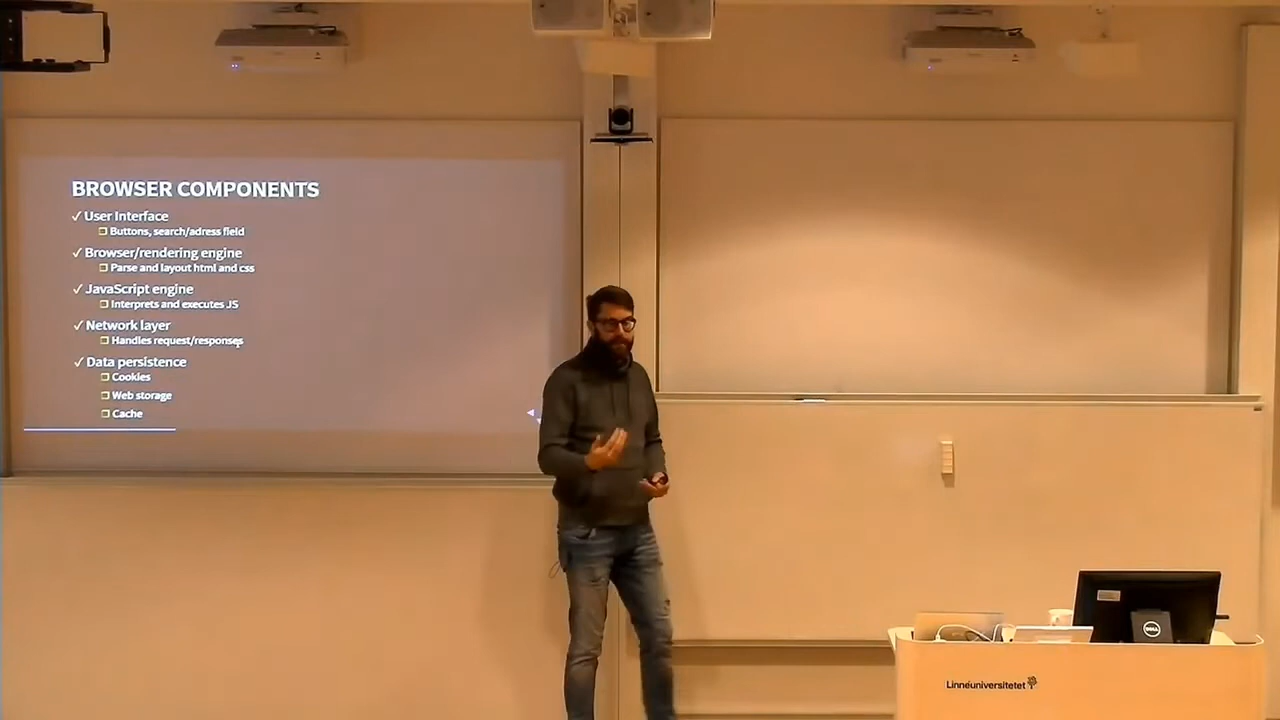 BROWSER COMPONENTS
✓ User Interface
❒ Buttons, search/adress field
✓ Browser/rendering engine
❒ Parse and layout html and css
✓ JavaScript engine
❒ Interprets and executes JS
✓ Network layer
❒ Handles request/responses
✓ Data persistence
❒ Cookies
❒ Web storage
❒ Cache
DELL
Linnéuniversitetet